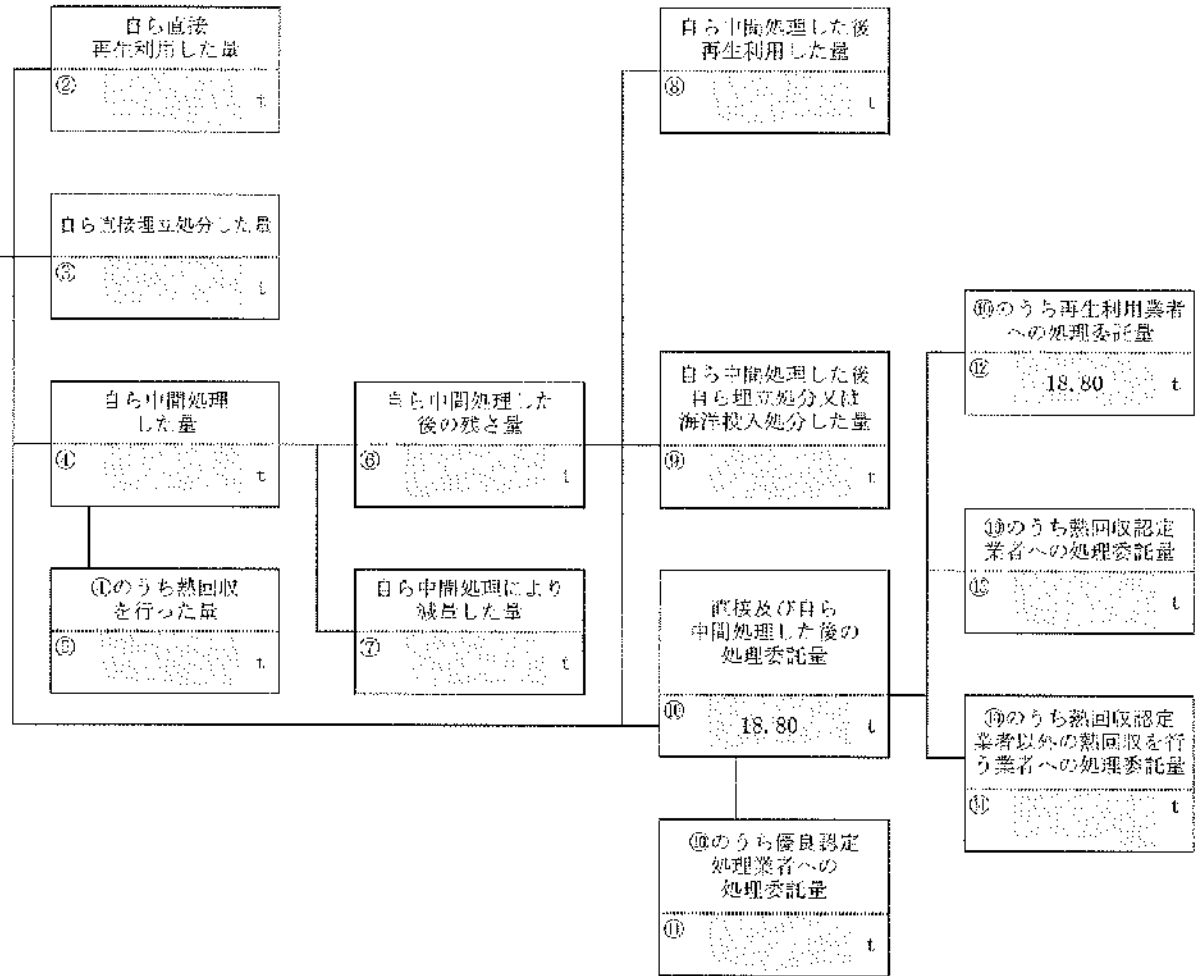 自ら直接
再生利用した量
② t
自ら中間処理した後
再生利用した量
⑧ t
自ら直接埋立処分した量
③ t
自ら中間処理
した量
④ t
自ら中間処理した
後の残さ量
⑥ t
自ら中間処理した後
自ら埋立処分又は
海洋投入処分した量
⑨ t
⑩のうち再生利用業者
への処理委託量
⑫ 18.80 t
④のうち熱回収
を行った量
⑤ t
自ら中間処理により
減量した量
⑦ t
直接及び自ら
中間処理した後の
処理委託量
⑩ 18.80 t
⑩のうち熱回収認定
業者への処理委託量
⑬ t
⑩のうち熱回収認定
業者以外の熱回収を行
う業者への処理委託量
⑭ t
⑩のうち優良認定
処理業者への
処理委託量
⑪ t